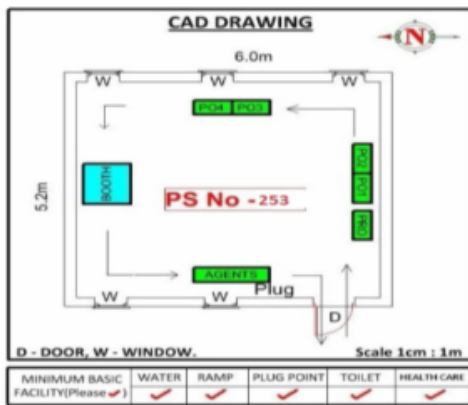 CAD DRAWING
N
6.0m
W W W
PO4 PO3
5.2m
BOOTH
PO2
PO1
PRO
PS No - 253
AGENTS
Plug
W W
D
D - DOOR, W - WINDOW. Scale 1cm : 1m
MINIMUM BASIC FACILITY(Please ✓) WATER RAMP PLUG POINT TOILET HEALTH CARE
✓ ✓ ✓ ✓ ✓